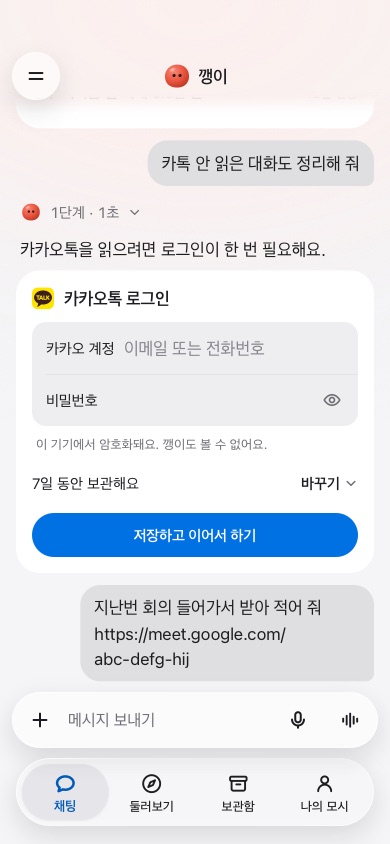 깽이
카톡 안 읽은 대화도 정리해 줘
1단계 · 1초
카카오톡을 읽으려면 로그인이 한 번 필요해요.
TALK
카카오톡 로그인
카카오 계정 이메일 또는 전화번호
비밀번호
이 기기에서 암호화돼요. 깽이도 볼 수 없어요.
7일 동안 보관해요 바꾸기
저장하고 이어서 하기
지난번 회의 들어가서 받아 적어 줘
https://meet.google.com/
abc-defg-hij
메시지 보내기
채팅 둘러보기 보관함 나의 모시